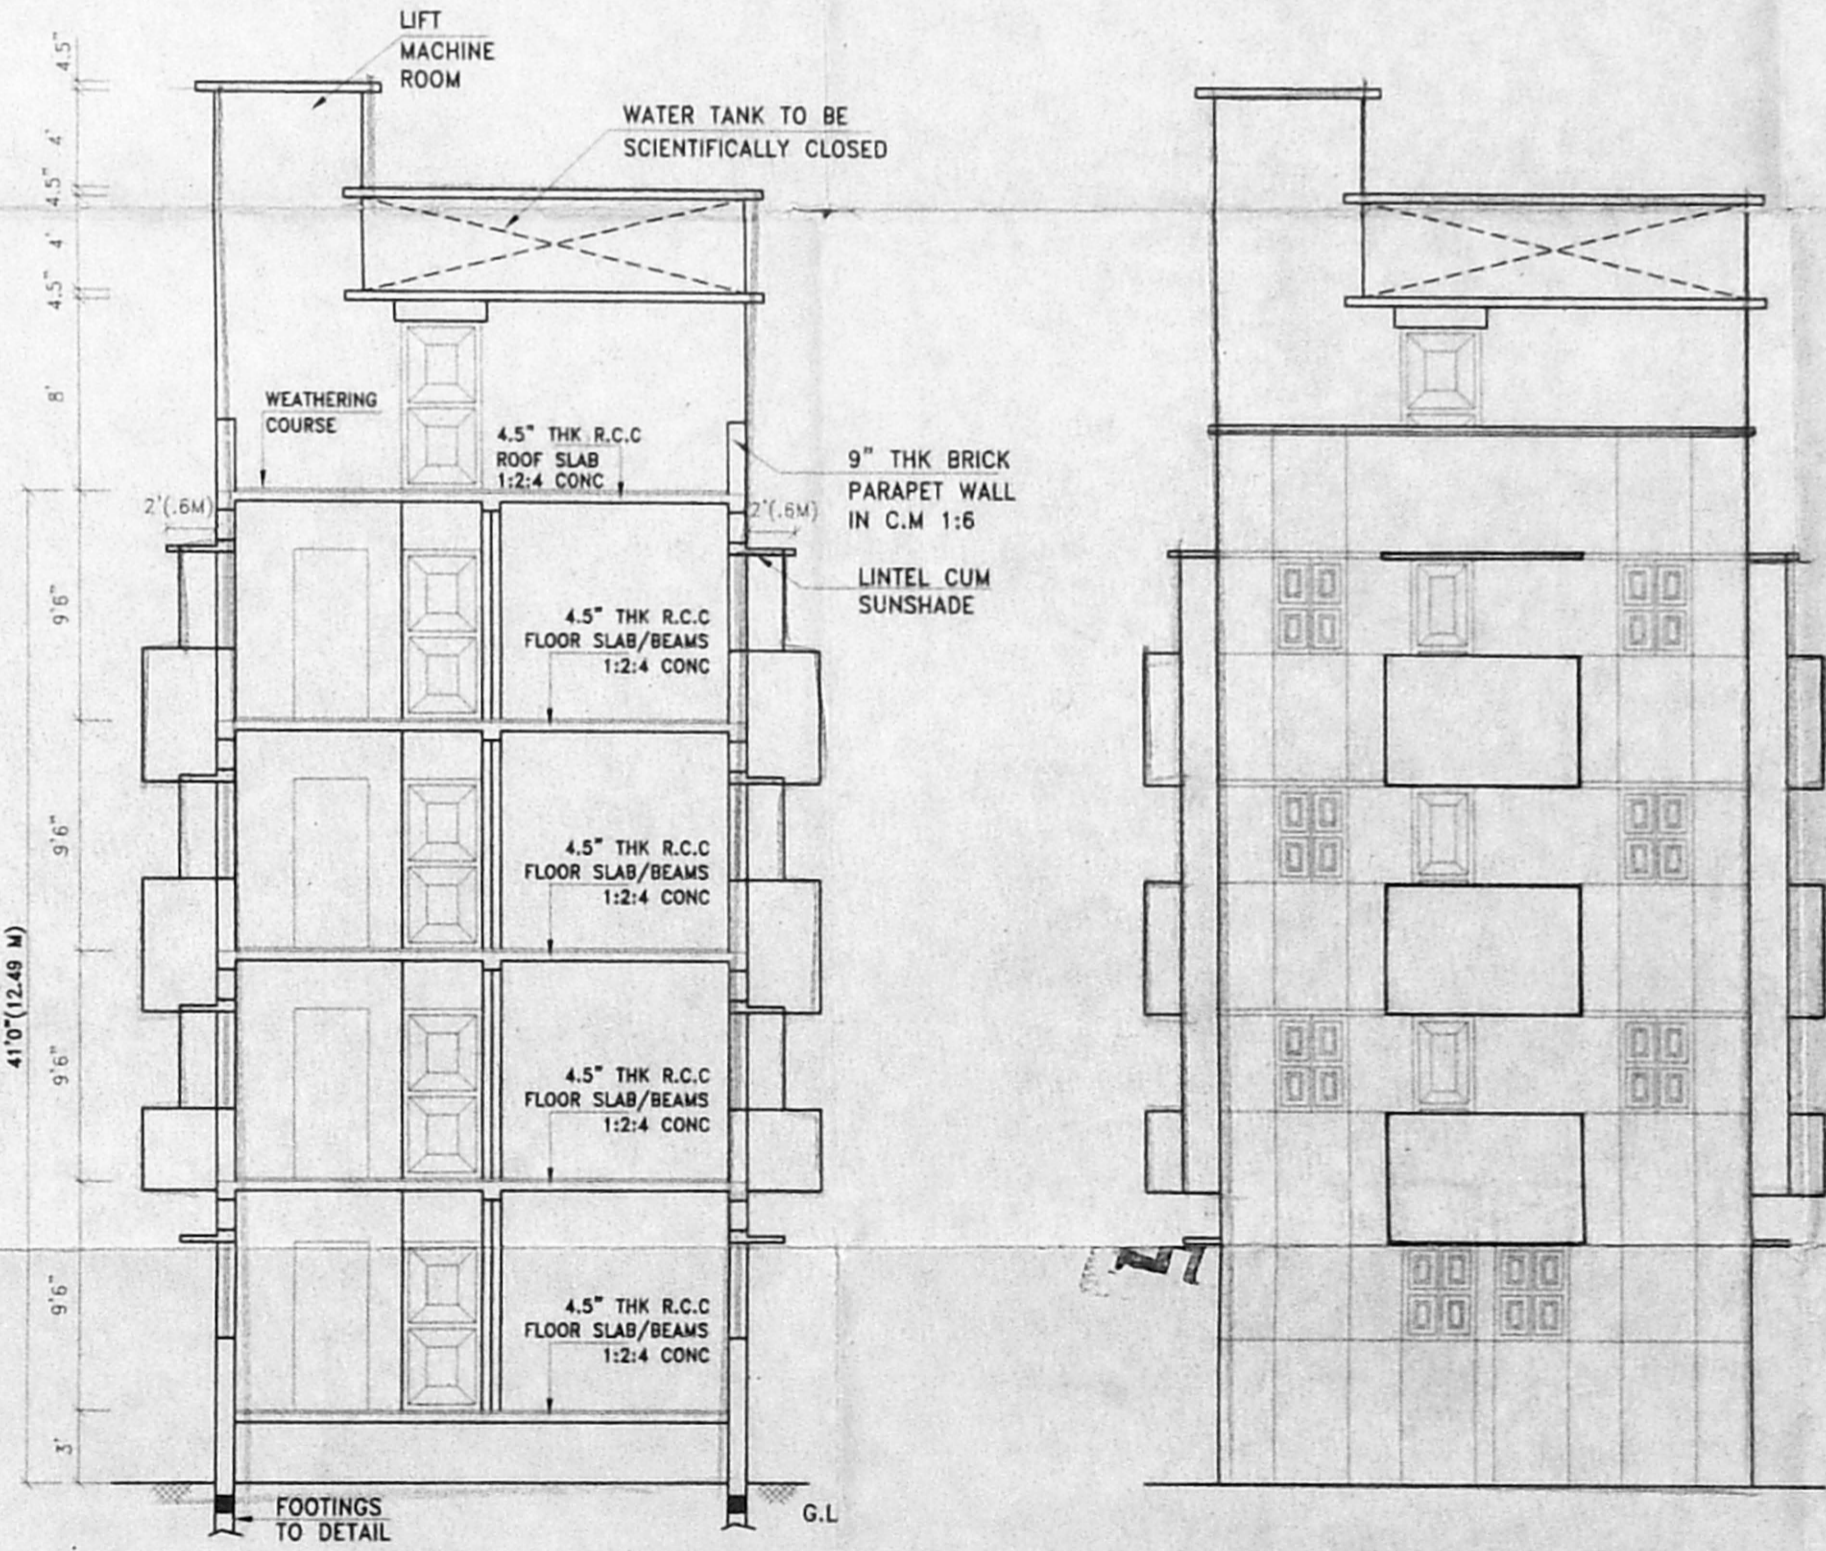 LIFT
MACHINE
ROOM
WATER TANK TO BE
SCIENTIFICALLY CLOSED
4.5"
4'
4.5"
4'
4.5"
8'
WEATHERING
COURSE
4.5" THK R.C.C
ROOF SLAB
1:2:4 CONC
9" THK BRICK
PARAPET WALL
IN C.M 1:6
2'(.6M)
2'(.6M)
LINTEL CUM
SUNSHADE
9'6"
4.5" THK R.C.C
FLOOR SLAB/BEAMS
1:2:4 CONC
9'6"
4.5" THK R.C.C
FLOOR SLAB/BEAMS
1:2:4 CONC
41'0"(12.49 M)
9'6"
4.5" THK R.C.C
FLOOR SLAB/BEAMS
1:2:4 CONC
9'6"
4.5" THK R.C.C
FLOOR SLAB/BEAMS
1:2:4 CONC
3'
FOOTINGS
TO DETAIL
G.L